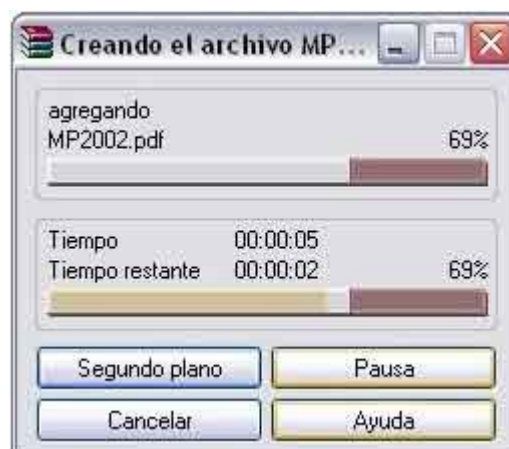 Creando el archivo MP...
agregando
MP2002.pdf 69%
Tiempo 00:00:05
Tiempo restante 00:00:02 69%
Segundo plano Pausa
Cancelar Ayuda